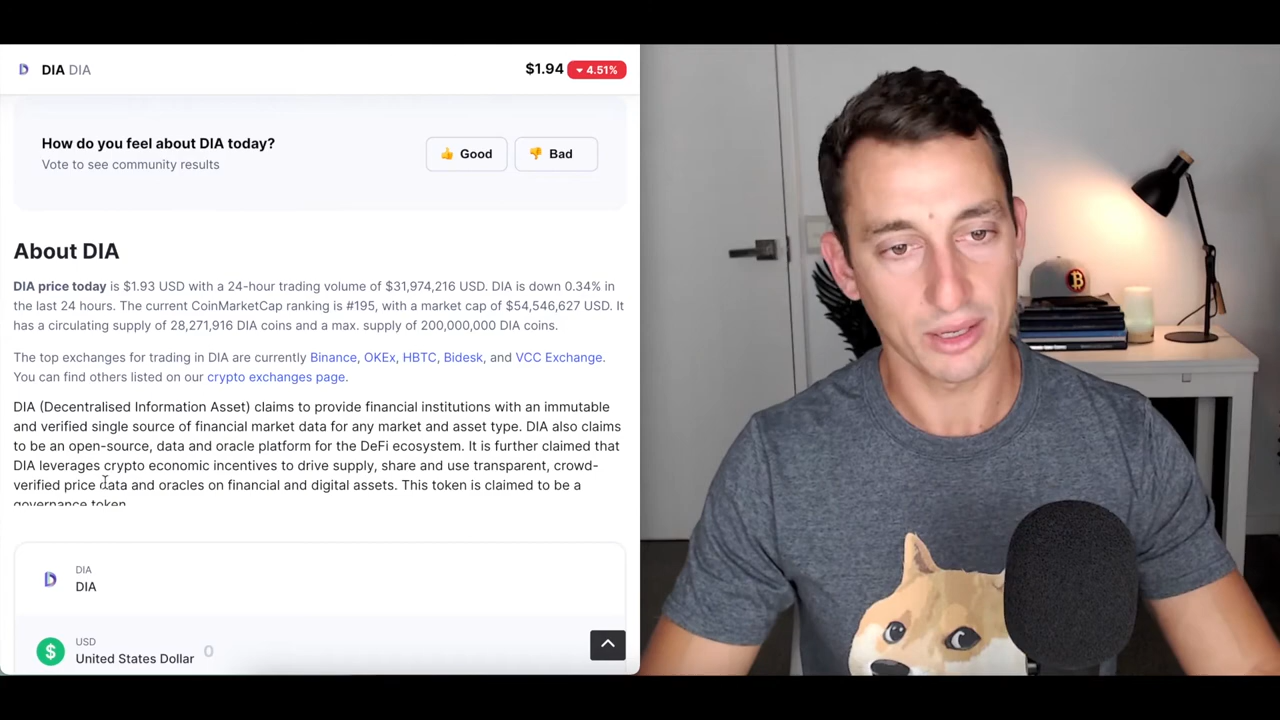 DIA DIA
$1.94 4.51%
How do you feel about DIA today?
Vote to see community results
Good
Bad
About DIA
DIA price today is $1.93 USD with a 24-hour trading volume of $31,974,216 USD. DIA is down 0.34% in
the last 24 hours. The current CoinMarketCap ranking is #195, with a market cap of $54,546,627 USD. It
has a circulating supply of 28,271,916 DIA coins and a max. supply of 200,000,000 DIA coins.
The top exchanges for trading in DIA are currently Binance, OKEx, HBTC, Bidesk, and VCC Exchange.
You can find others listed on our crypto exchanges page.
DIA (Decentralised Information Asset) claims to provide financial institutions with an immutable
and verified single source of financial market data for any market and asset type. DIA also claims
to be an open-source, data and oracle platform for the DeFi ecosystem. It is further claimed that
DIA leverages crypto economic incentives to drive supply, share and use transparent, crowd-
verified price data and oracles on financial and digital assets. This token is claimed to be a
governance token
DIA
DIA
USD
United States Dollar
0